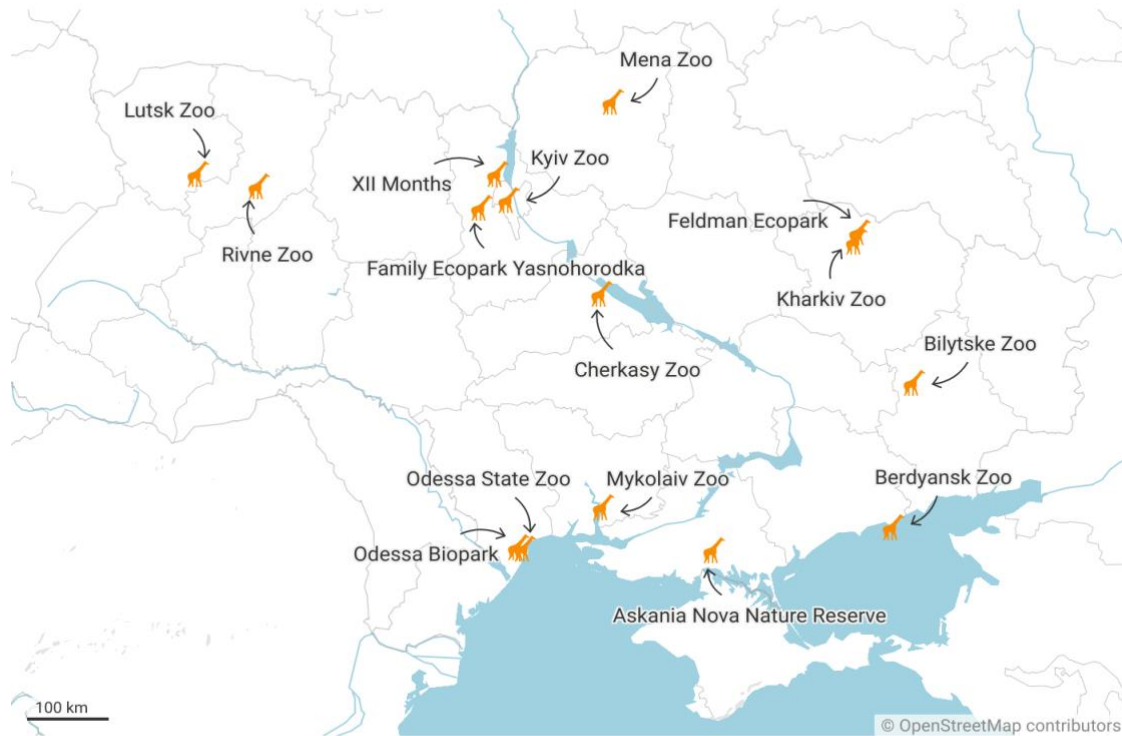 Mena Zoo
Lutsk Zoo
Kyiv Zoo
XII Months
Feldman Ecopark
Rivne Zoo
Family Ecopark Yasnohorodka
Kharkiv Zoo
Bilytske Zoo
Cherkasy Zoo
Odessa State Zoo
Mykolaiv Zoo
Berdyansk Zoo
Odessa Biopark
Askania Nova Nature Reserve
100 km
© OpenStreetMap contributors